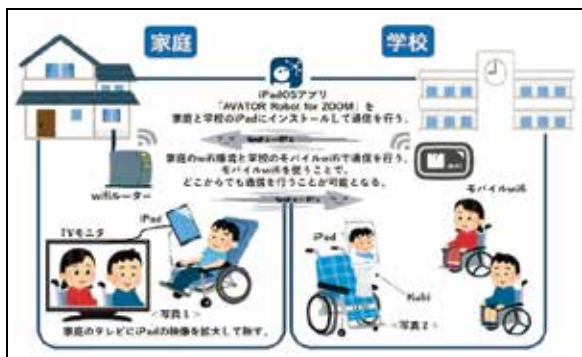 家庭
学校
iPadOSアプリ
「AVATOR Robot for ZOOM」を
家庭と学校のiPadにインストールして通信を行う。
家庭のwifi環境と学校のモバイルwifiで通信を行う。
モバイルwifiを使うことで、
どこからでも通信を行うことが可能となる。
wifiルーター
モバイルwifi
iPad
TVモニタ
iPad
Kubi
<写真1>
<写真2>
家庭のテレビにiPadの映像を拡大して映す。